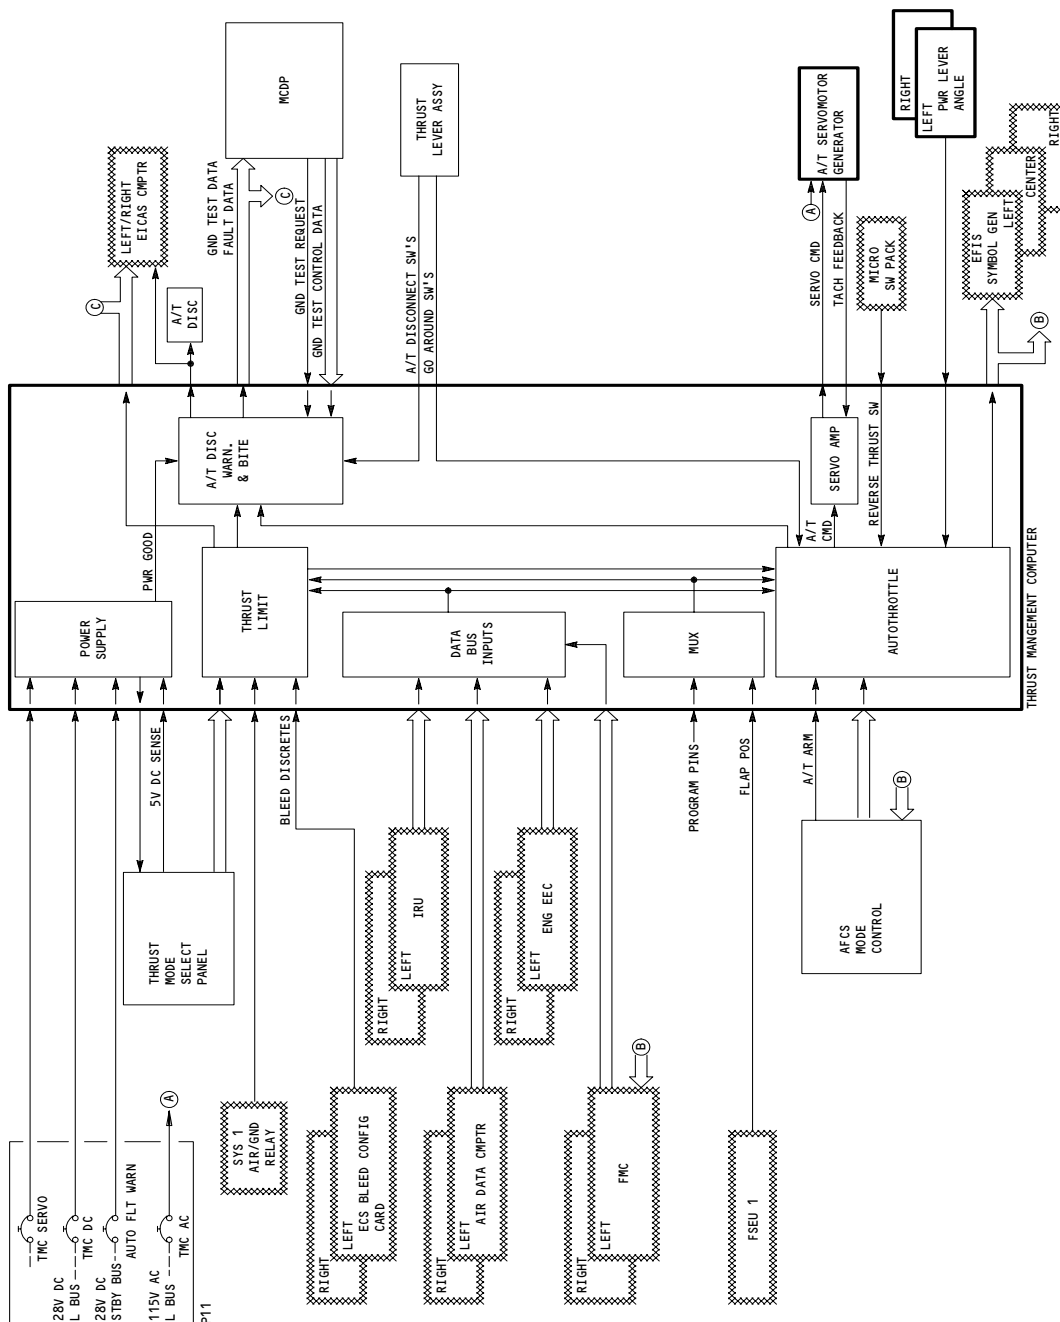 TMC SERVO
28V DC
L BUS
TMC DC
28V DC
STBY BUS
AUTO FLT WARN
115V AC
L BUS
TMC AC
P11
A
SYS 1
AIR/GND
RELAY
RIGHT
LEFT
ECS BLEED CONFIG
CARD
RIGHT
LEFT
AIR DATA CMPTR
RIGHT
LEFT
FMC
B
FSEU 1
THRUST
MODE
SELECT
PANEL
RIGHT
LEFT
IRU
RIGHT
LEFT
ENG EEC
AFCS
MODE
CONTROL
B
5V DC SENSE
BLEED DISCRETES
PROGRAM PINS
FLAP POS
A/T ARM
POWER
SUPPLY
PWR GOOD
THRUST
LIMIT
DATA
BUS
INPUTS
MUX
AUTOTHROTTLE
THRUST MANGEMENT COMPUTER
A/T DISC
WARN.
& BITE
A/T
CMD
SERVO AMP
REVERSE THRUST SW
C
A/T
DISC
LEFT/RIGHT
EICAS CMPTR
GND TEST DATA
FAULT DATA
C
GND TEST REQUEST
GND TEST CONTROL DATA
MCDP
A/T DISCONNECT SW'S
GO AROUND SW'S
THRUST
LEVER ASSY
SERVO CMD
TACH FEEDBACK
A
A/T SERVOMOTOR
GENERATOR
MICRO
SW PACK
RIGHT
LEFT
PWR LEVER
ANGLE
EFIS
SYMBOL GEN
LEFT
CENTER
RIGHT
B